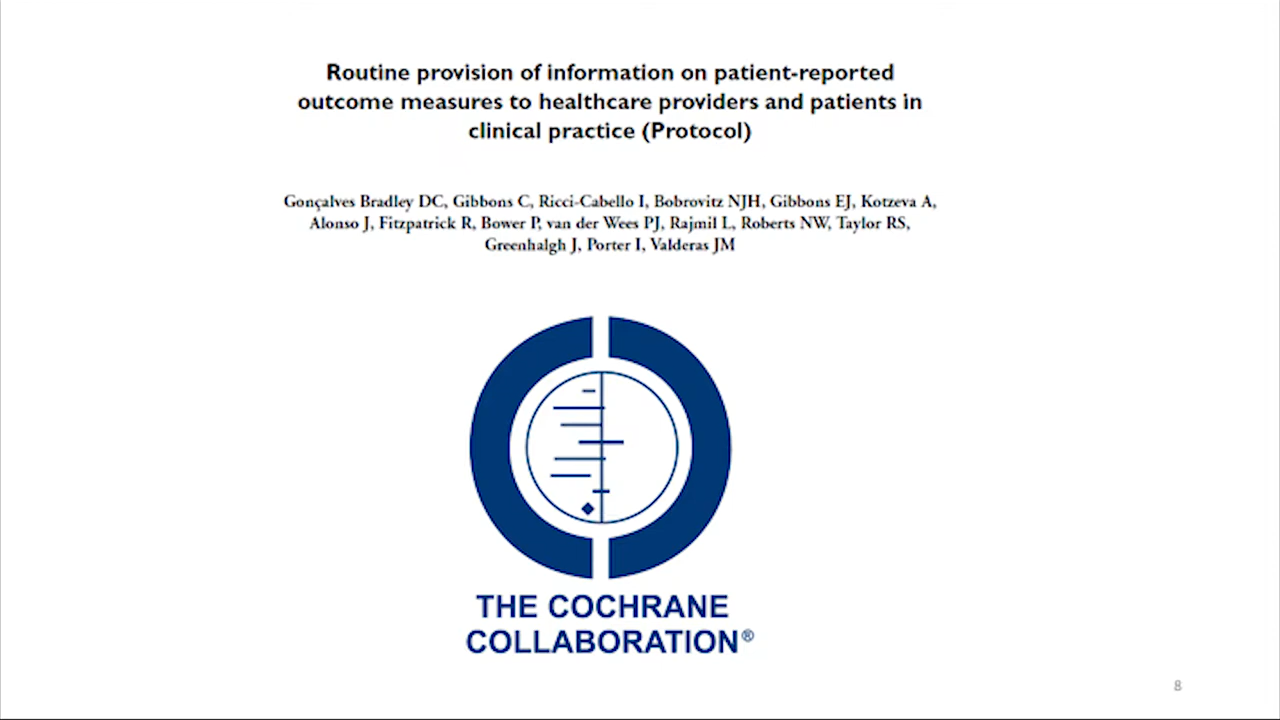 Routine provision of information on patient-reported
outcome measures to healthcare providers and patients in
clinical practice (Protocol)
Gonçalves Bradley DC, Gibbons C, Ricci-Cabello I, Bobrovitz NJH, Gibbons EJ, Kotzeva A,
Alonso J, Fitzpatrick R, Bower P, van der Wees PJ, Rajmil L, Roberts NW, Taylor RS,
Greenhalgh J, Porter I, Valderas JM
THE COCHRANE
COLLABORATION®
8